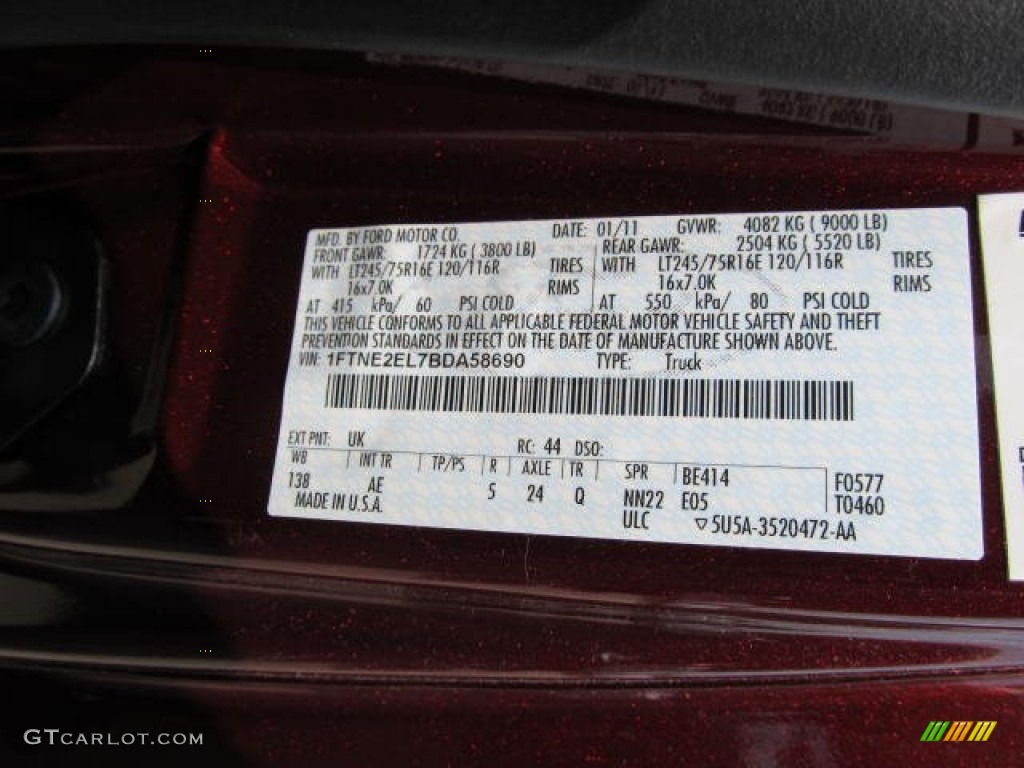 MFD. BY FORD MOTOR CO. DATE: 01/11 GVWR: 4082 KG ( 9000 LB)
FRONT GAWR: 1724 KG ( 3800 LB) REAR GAWR: 2504 KG ( 5520 LB)
WITH LT245/75R16E 120/116R TIRES WITH LT245/75R16E 120/116R TIRES
16x7.0K RIMS 16x7.0K RIMS
AT 415 kPa/ 60 PSI COLD AT 550 kPa/ 80 PSI COLD
THIS VEHICLE CONFORMS TO ALL APPLICABLE FEDERAL MOTOR VEHICLE SAFETY AND THEFT
PREVENTION STANDARDS IN EFFECT ON THE DATE OF MANUFACTURE SHOWN ABOVE.
VIN: 1FTNE2EL7BDA58690 TYPE: Truck
EXT PNT: UK RC: 44 DSO:
WB INT TR TP/PS R AXLE TR SPR BE414 F0577
138 AE 5 24 Q NN22 E05 T0460
MADE IN U.S.A. ULC ▽5U5A-3520472-AA
GTCARLOT.COM